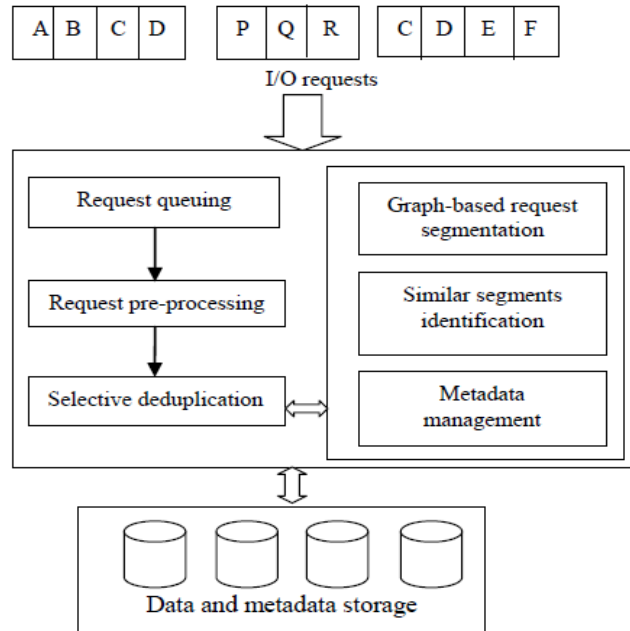 A B C D P Q R C D E F
I/O requests
Request queuing
Request pre-processing
Selective deduplication
Graph-based request
segmentation
Similar segments
identification
Metadata
management
Data and metadata storage